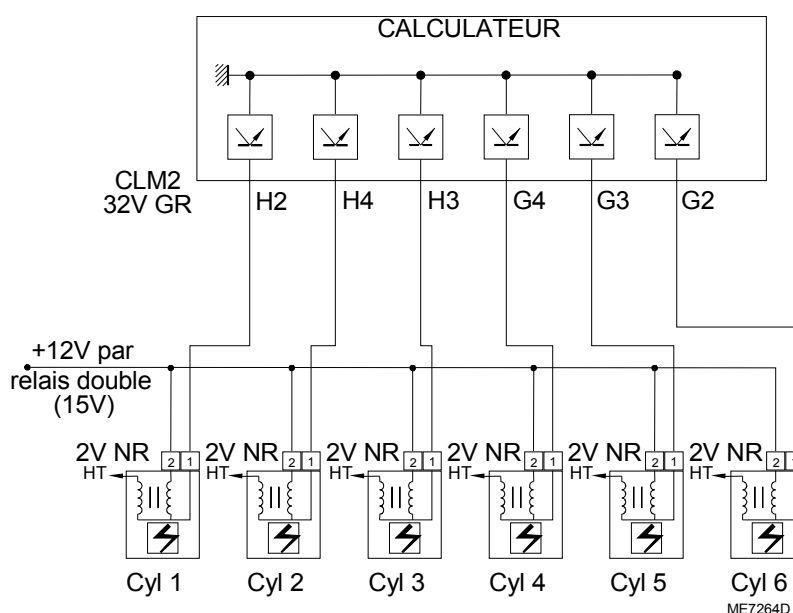 CALCULATEUR
CLM2
32V GR
H2 H4 H3 G4 G3 G2
+12V par
relais double
(15V)
2V NR 2V NR 2V NR 2V NR 2V NR 2V NR
HT HT HT HT HT HT
2 1 2 1 2 1 2 1 2 1 2
Cyl 1 Cyl 2 Cyl 3 Cyl 4 Cyl 5 Cyl 6
ME7264D